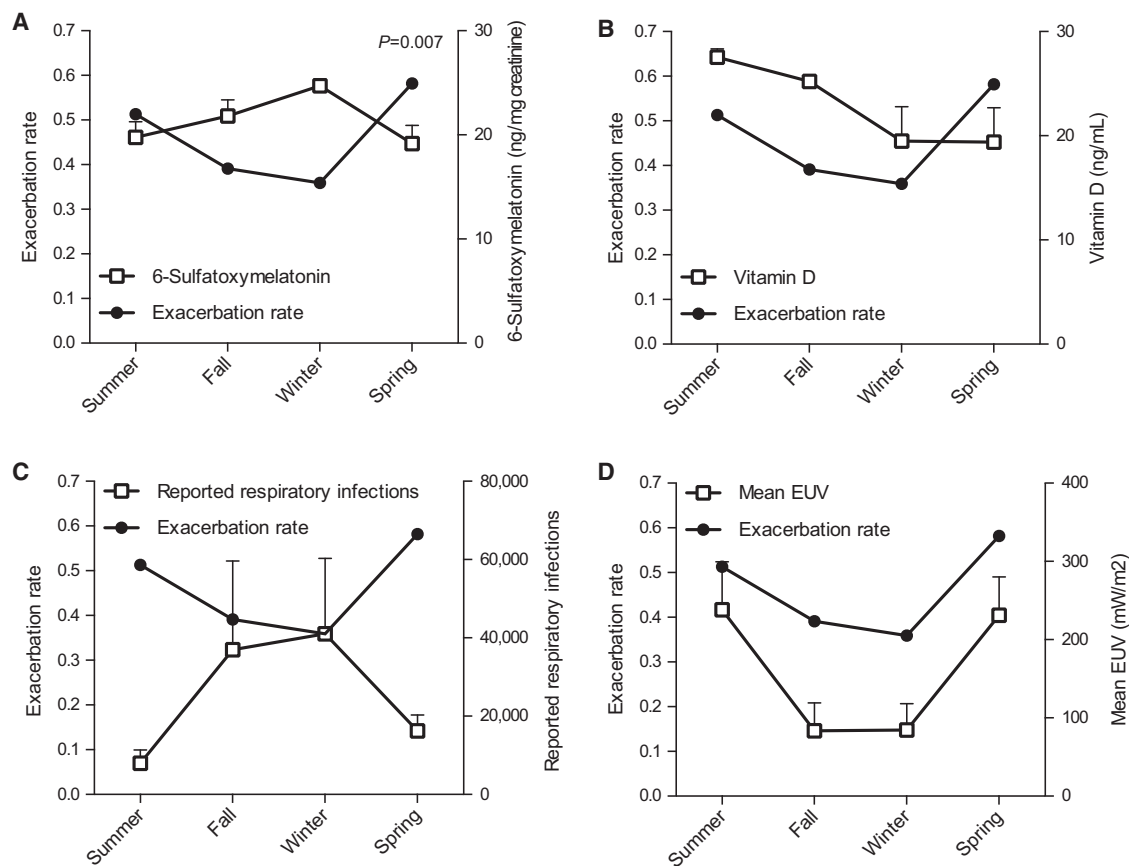 A
P=0.007
Exacerbation rate
0.7
0.6
0.5
0.4
0.3
0.2
0.1
0.0
30
20
10
0
6-Sulfatoxymelatonin (ng/mg creatinine)
6-Sulfatoxymelatonin
Exacerbation rate
Summer
Fall
Winter
Spring
B
Exacerbation rate
0.7
0.6
0.5
0.4
0.3
0.2
0.1
0.0
30
20
10
0
Vitamin D (ng/mL)
Vitamin D
Exacerbation rate
Summer
Fall
Winter
Spring
C
Exacerbation rate
0.7
0.6
0.5
0.4
0.3
0.2
0.1
0.0
80,000
60,000
40,000
20,000
0
Reported respiratory infections
Reported respiratory infections
Exacerbation rate
Summer
Fall
Winter
Spring
D
Exacerbation rate
0.7
0.6
0.5
0.4
0.3
0.2
0.1
0.0
400
300
200
100
0
Mean EUV (mW/m2)
Mean EUV
Exacerbation rate
Summer
Fall
Winter
Spring